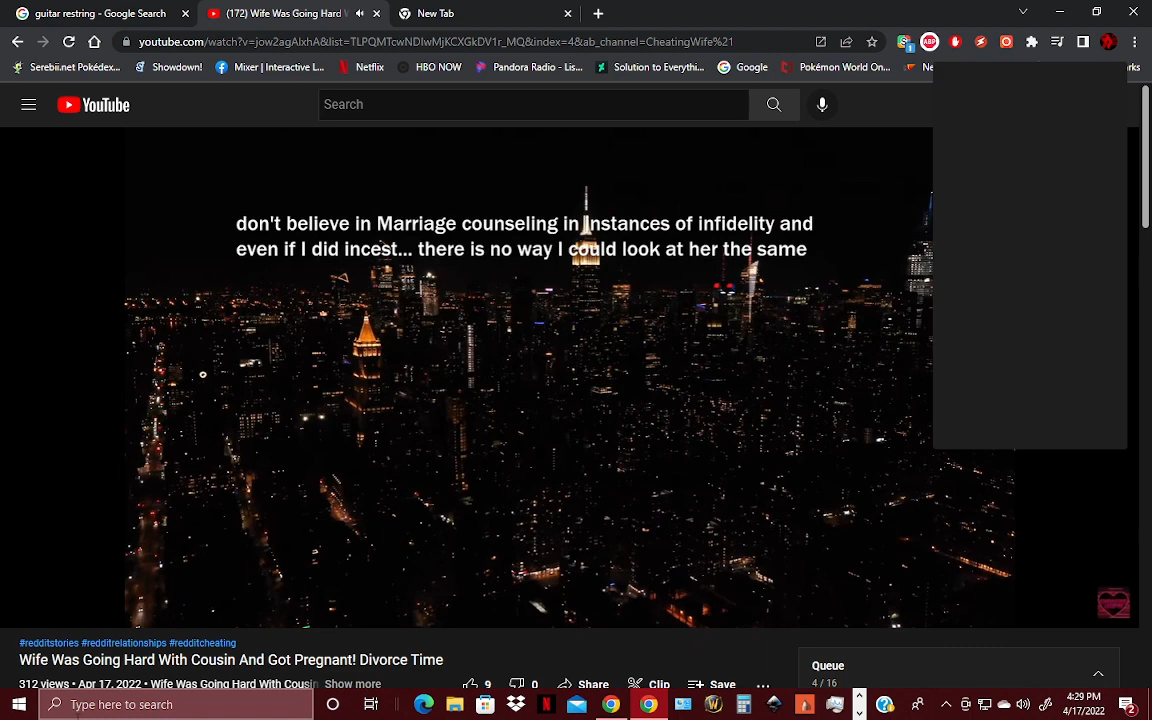 guitar restring - Google Search
(172) Wife Was Going Hard
New Tab
youtube.com/watch?v=jow2agAlxhA&list=TLPQMTcwNDIwMjKCXGkDV1r_MQ&index=4&ab_channel=CheatingWife%21
ABP
Serebii.net Pokédex...
Showdown!
Mixer | Interactive L...
Netflix
HBO NOW
Pandora Radio - Lis...
Solution to Everythi...
Google
Pokémon World On...
YouTube
Search
don't believe in Marriage counseling in instances of infidelity and
even if I did incest... there is no way I could look at her the same
#redditstories #redditrelationships #redditcheating
Wife Was Going Hard With Cousin And Got Pregnant! Divorce Time
312 views • Apr 17, 2022 • Wife Was Going Hard With Cousin
Show more
9
0
Share
Clip
Save
Queue
4 / 16
Type here to search
4:29 PM
4/17/2022
2